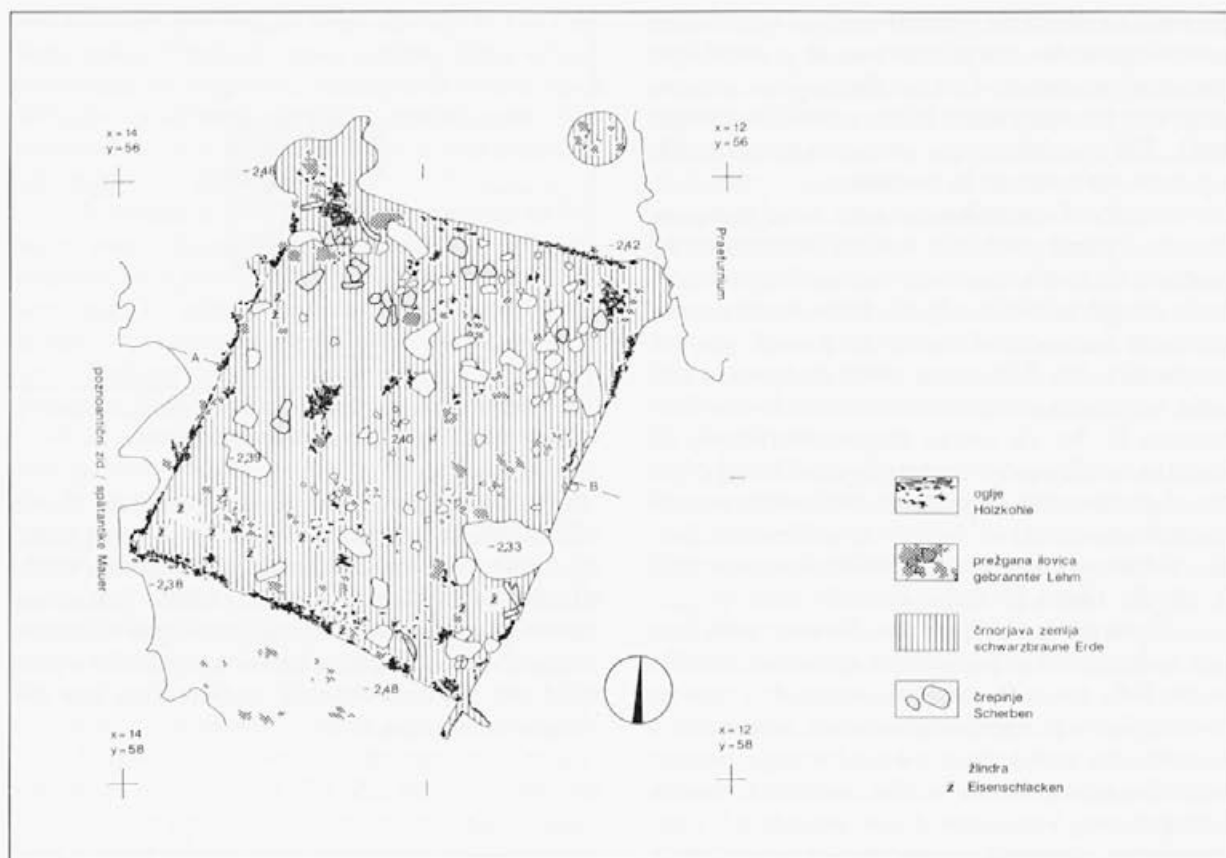 x = 14
y = 56
x = 12
y = 56
- 2,48
- 2,42
Praeturnium
A
poznoantični zid / spätantike Mauer
- 2,40
- 2,39
B
- 2,33
- 2,38
- 2,48
ž
ž
ž
ž
ž
ž
ž
ž
x = 14
y = 58
x = 12
y = 58
oglje
Holzkohle
prežgana ilovica
gebrannter Lehm
črnorjava zemlja
schwarzbraune Erde
črepinje
Scherben
žlindra
ž Eisenschlacken